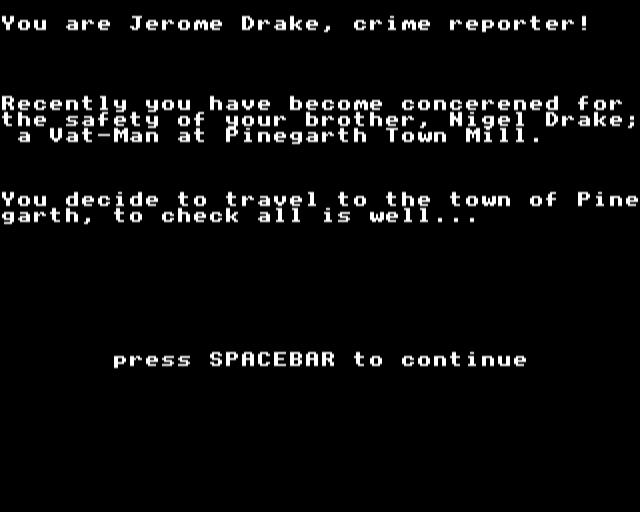 You are Jerome Drake, crime reporter!
Recently you have become concerened for
the safety of your brother, Nigel Drake;
a Vat-Man at Pinegarth Town Mill.
You decide to travel to the town of Pine
garth, to check all is well...
press SPACEBAR to continue